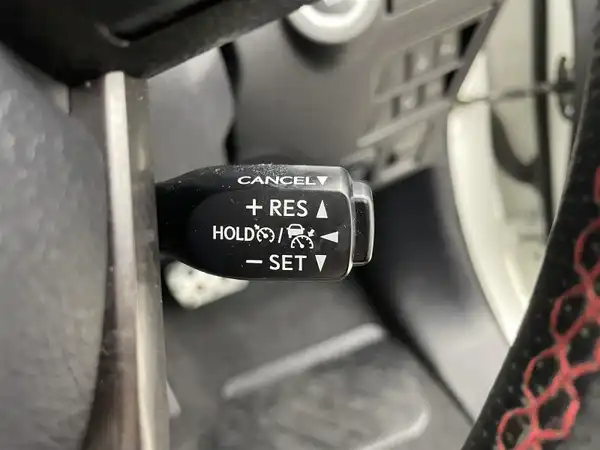 CANCEL▼
+ RES ▲
HOLD / ◀
− SET ▼